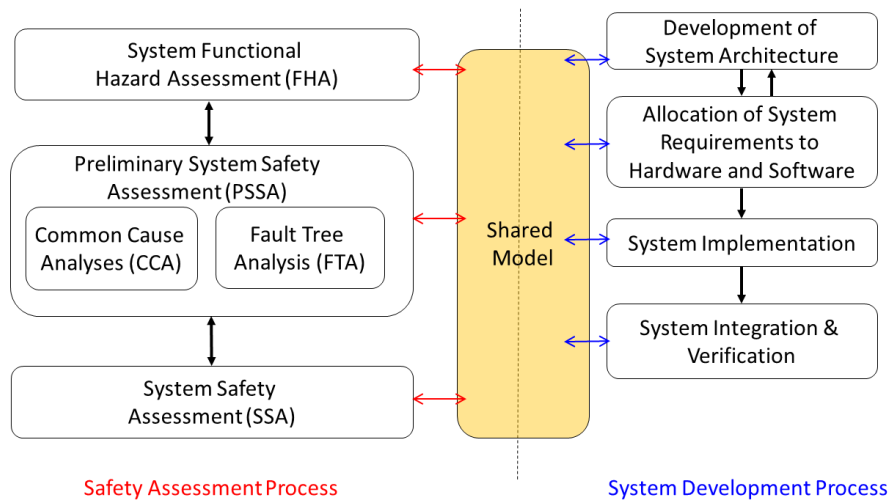 System Functional
Hazard Assessment (FHA)
Preliminary System Safety
Assessment (PSSA)
Common Cause
Analyses (CCA)
Fault Tree
Analysis (FTA)
System Safety
Assessment (SSA)
Safety Assessment Process
Shared
Model
Development of
System Architecture
Allocation of System
Requirements to
Hardware and Software
System Implementation
System Integration &
Verification
System Development Process